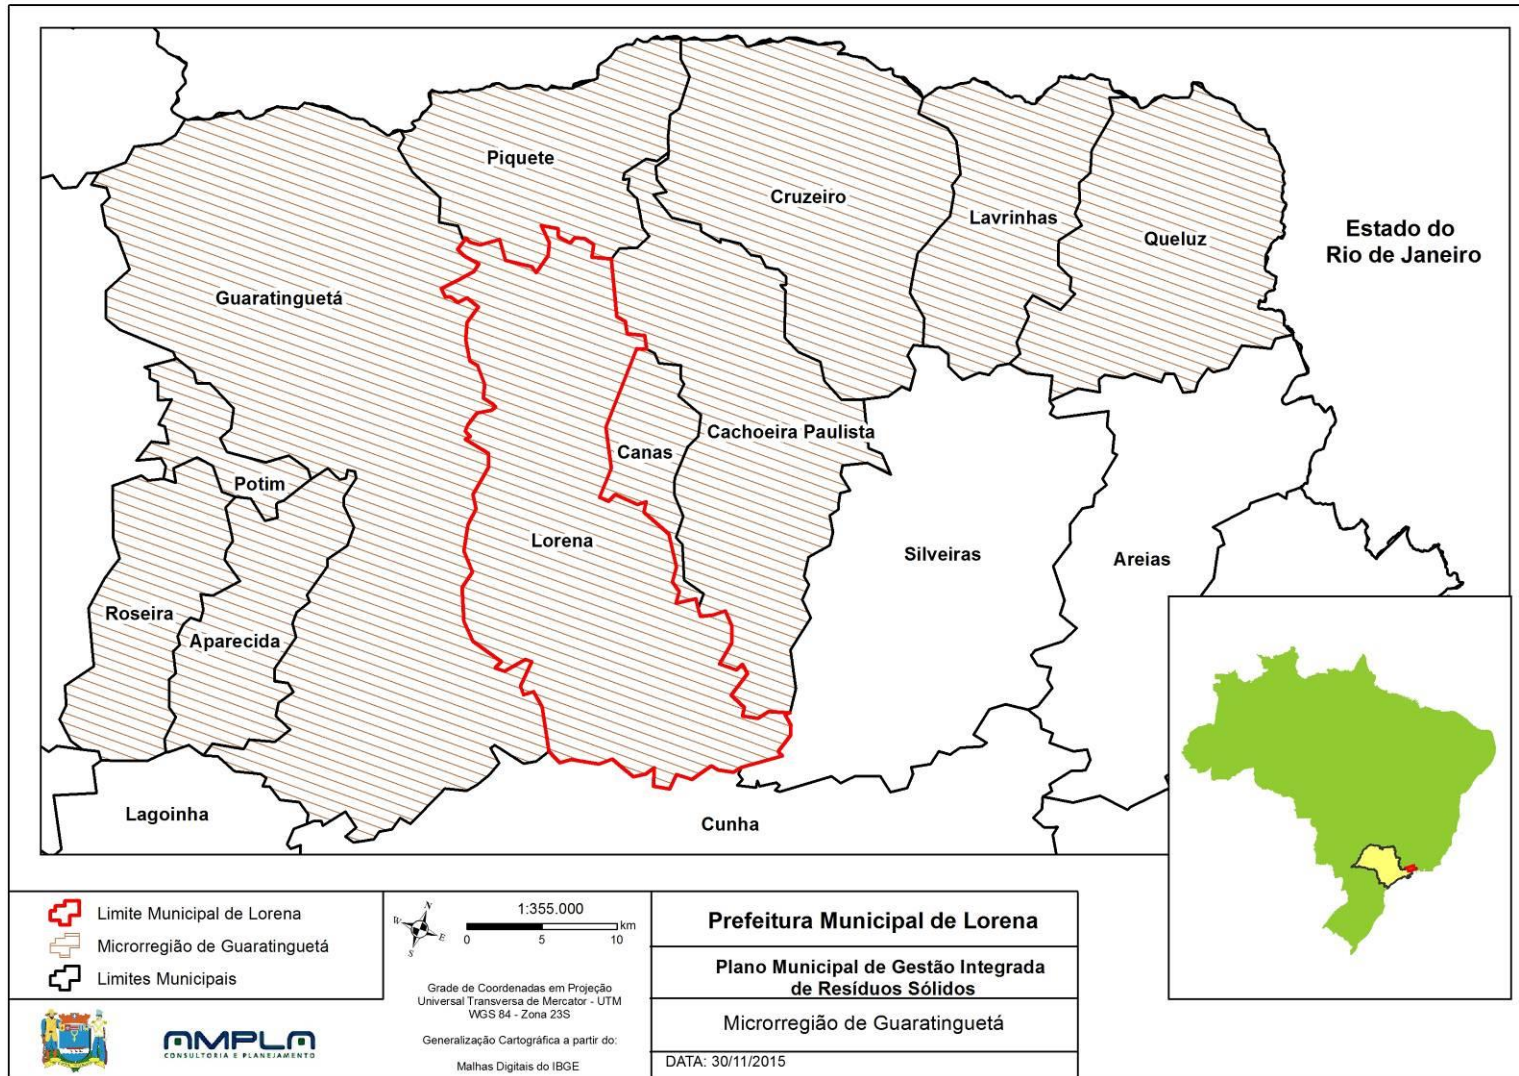 Piquete
Cruzeiro
Lavrinhas
Queluz
Estado do
Rio de Janeiro
Guaratinguetá
Cachoeira Paulista
Canas
Potim
Lorena
Silveiras
Areias
Roseira
Aparecida
Lagoinha
Cunha
Limite Municipal de Lorena
Microrregião de Guaratinguetá
Limites Municipais
N
W
E
S
1:355.000
km
0 5 10
Grade de Coordenadas em Projeção
Universal Transversa de Mercator - UTM
WGS 84 - Zona 23S
Generalização Cartográfica a partir do:
Malhas Digitais do IBGE
Prefeitura Municipal de Lorena
Plano Municipal de Gestão Integrada
de Resíduos Sólidos
Microrregião de Guaratinguetá
DATA: 30/11/2015
AMPLA
CONSULTORIA E PLANEJAMENTO